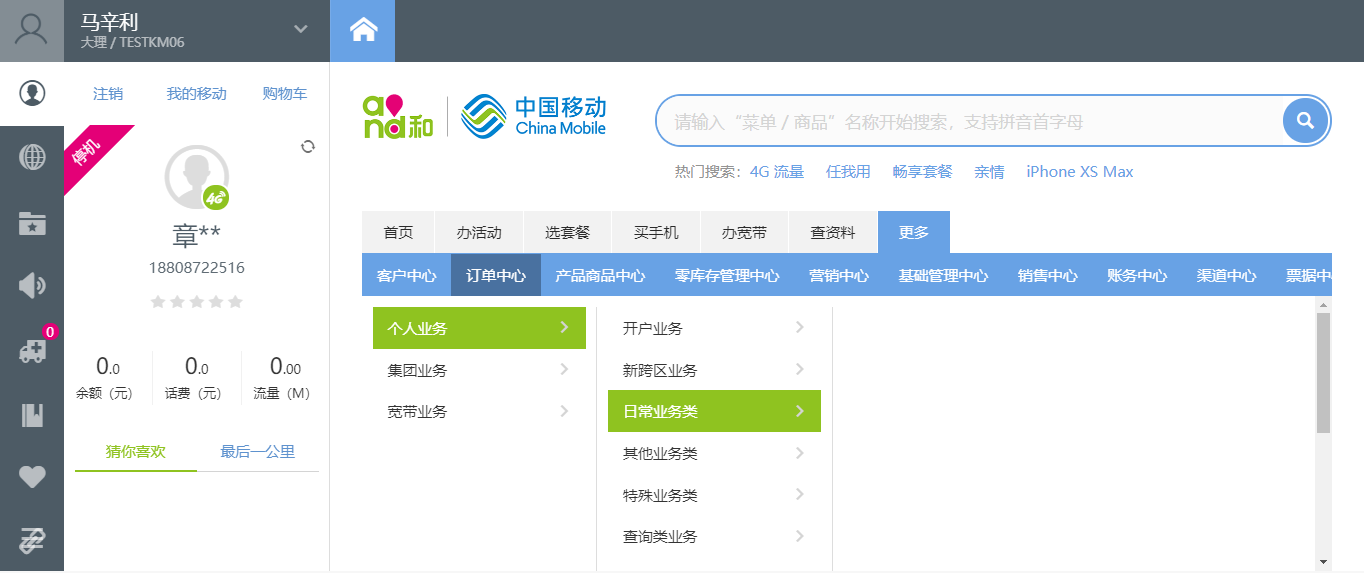 马辛利
大理 / TESTKM06
注销 我的移动 购物车
停机
4G
章**
18808722516
0
0.0 0.0 0.00
余额（元） 话费（元） 流量（M）
猜你喜欢 最后一公里
and和 中国移动
China Mobile
请输入“菜单 / 商品”名称开始搜索，支持拼音首字母
热门搜索： 4G 流量 任我用 畅享套餐 亲情 iPhone XS Max
首页 办活动 选套餐 买手机 办宽带 查资料 更多
客户中心 订单中心 产品商品中心 零库存管理中心 营销中心 基础管理中心 销售中心 账务中心 渠道中心 票据中
个人业务
集团业务
宽带业务
开户业务
新跨区业务
日常业务类
其他业务类
特殊业务类
查询类业务